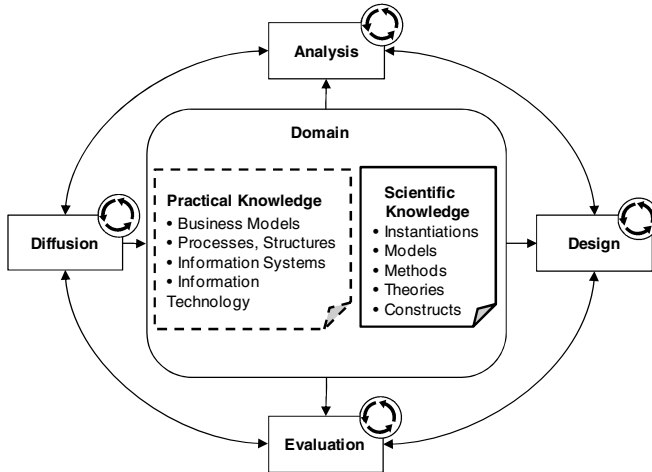 Analysis
Domain
Practical Knowledge
• Business Models
• Processes, Structures
• Information Systems
• Information
Technology
Scientific
Knowledge
• Instantiations
• Models
• Methods
• Theories
• Constructs
Diffusion
Design
Evaluation